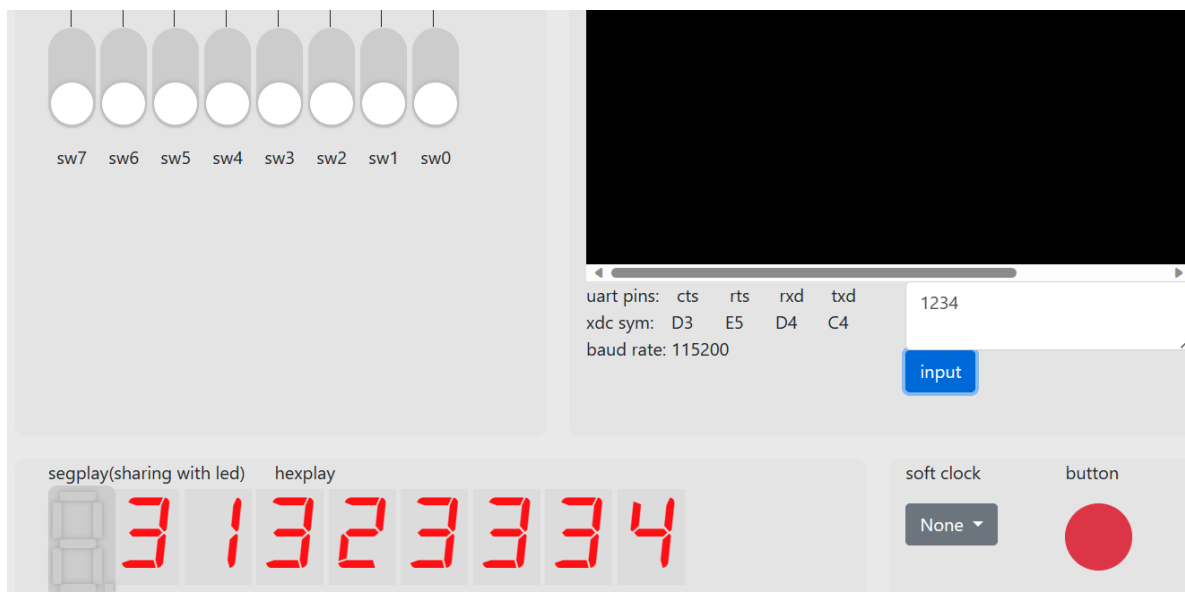 sw7 sw6 sw5 sw4 sw3 sw2 sw1 sw0
uart pins: cts rts rxd txd
xdc sym: D3 E5 D4 C4
baud rate: 115200
1234
input
segplay(sharing with led) hexplay
31323334
soft clock button
None